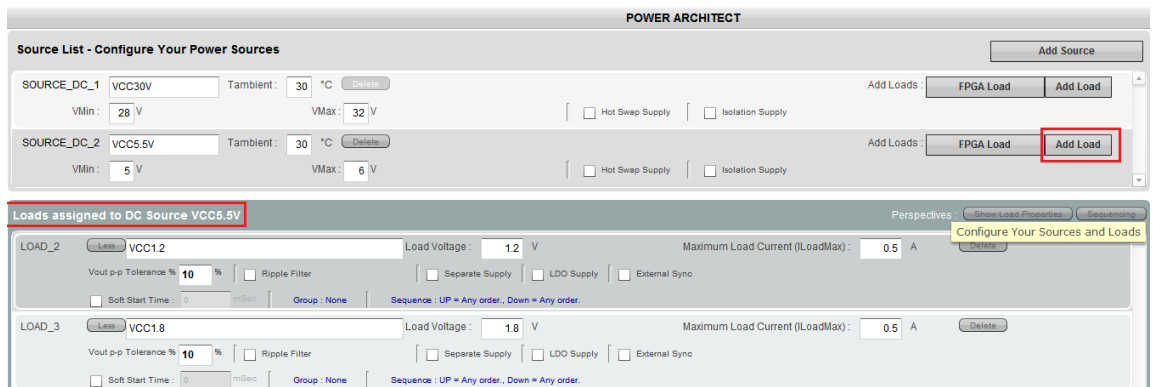 POWER ARCHITECT
Source List - Configure Your Power Sources Add Source
SOURCE_DC_1 VCC30V Tambient : 30 °C Delete Add Loads : FPGA Load Add Load
VMin : 28 V VMax : 32 V Hot Swap Supply Isolation Supply
SOURCE_DC_2 VCC5.5V Tambient : 30 °C Delete Add Loads : FPGA Load Add Load
VMin : 5 V VMax : 6 V Hot Swap Supply Isolation Supply
Loads assigned to DC Source VCC5.5V Perspectives : Show Load Properties Sequencing
Configure Your Sources and Loads
LOAD_2 Less VCC1.2 Load Voltage : 1.2 V Maximum Load Current (ILoadMax) : 0.5 A Delete
Vout p-p Tolerance % 10 % Ripple Filter Separate Supply LDO Supply External Sync
Soft Start Time : 0 mSec Group : None Sequence : UP = Any order., Down = Any order.
LOAD_3 Less VCC1.8 Load Voltage : 1.8 V Maximum Load Current (ILoadMax) : 0.5 A Delete
Vout p-p Tolerance % 10 % Ripple Filter Separate Supply LDO Supply External Sync
Soft Start Time : 0 mSec Group : None Sequence : UP = Any order., Down = Any order.